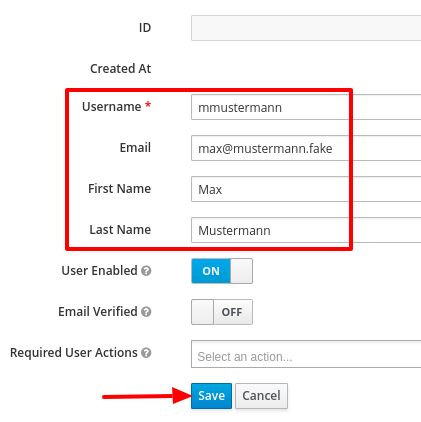 ID
Created At
Username * mmustermann
Email max@mustermann.fake
First Name Max
Last Name Mustermann
User Enabled ? ON
Email Verified ? OFF
Required User Actions ? Select an action...
Save Cancel